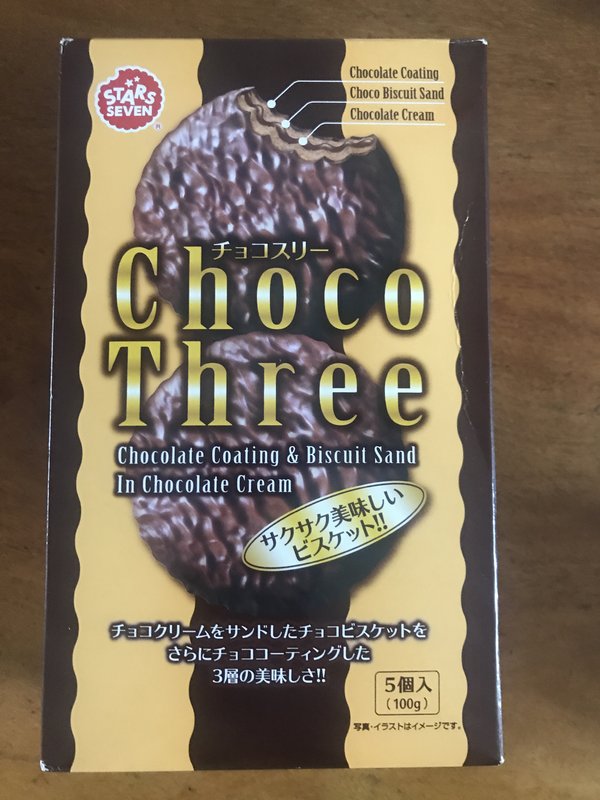 STARS
SEVEN
®
Chocolate Coating
Choco Biscuit Sand
Chocolate Cream
チョコスリー
Choco
Three
Chocolate Coating & Biscuit Sand
In Chocolate Cream
サクサク美味しい
ビスケット!!
チョコクリームをサンドしたチョコビスケットを
さらにチョココーティングした
3層の美味しさ!!
5個入
(100g)
写真・イラストはイメージです。